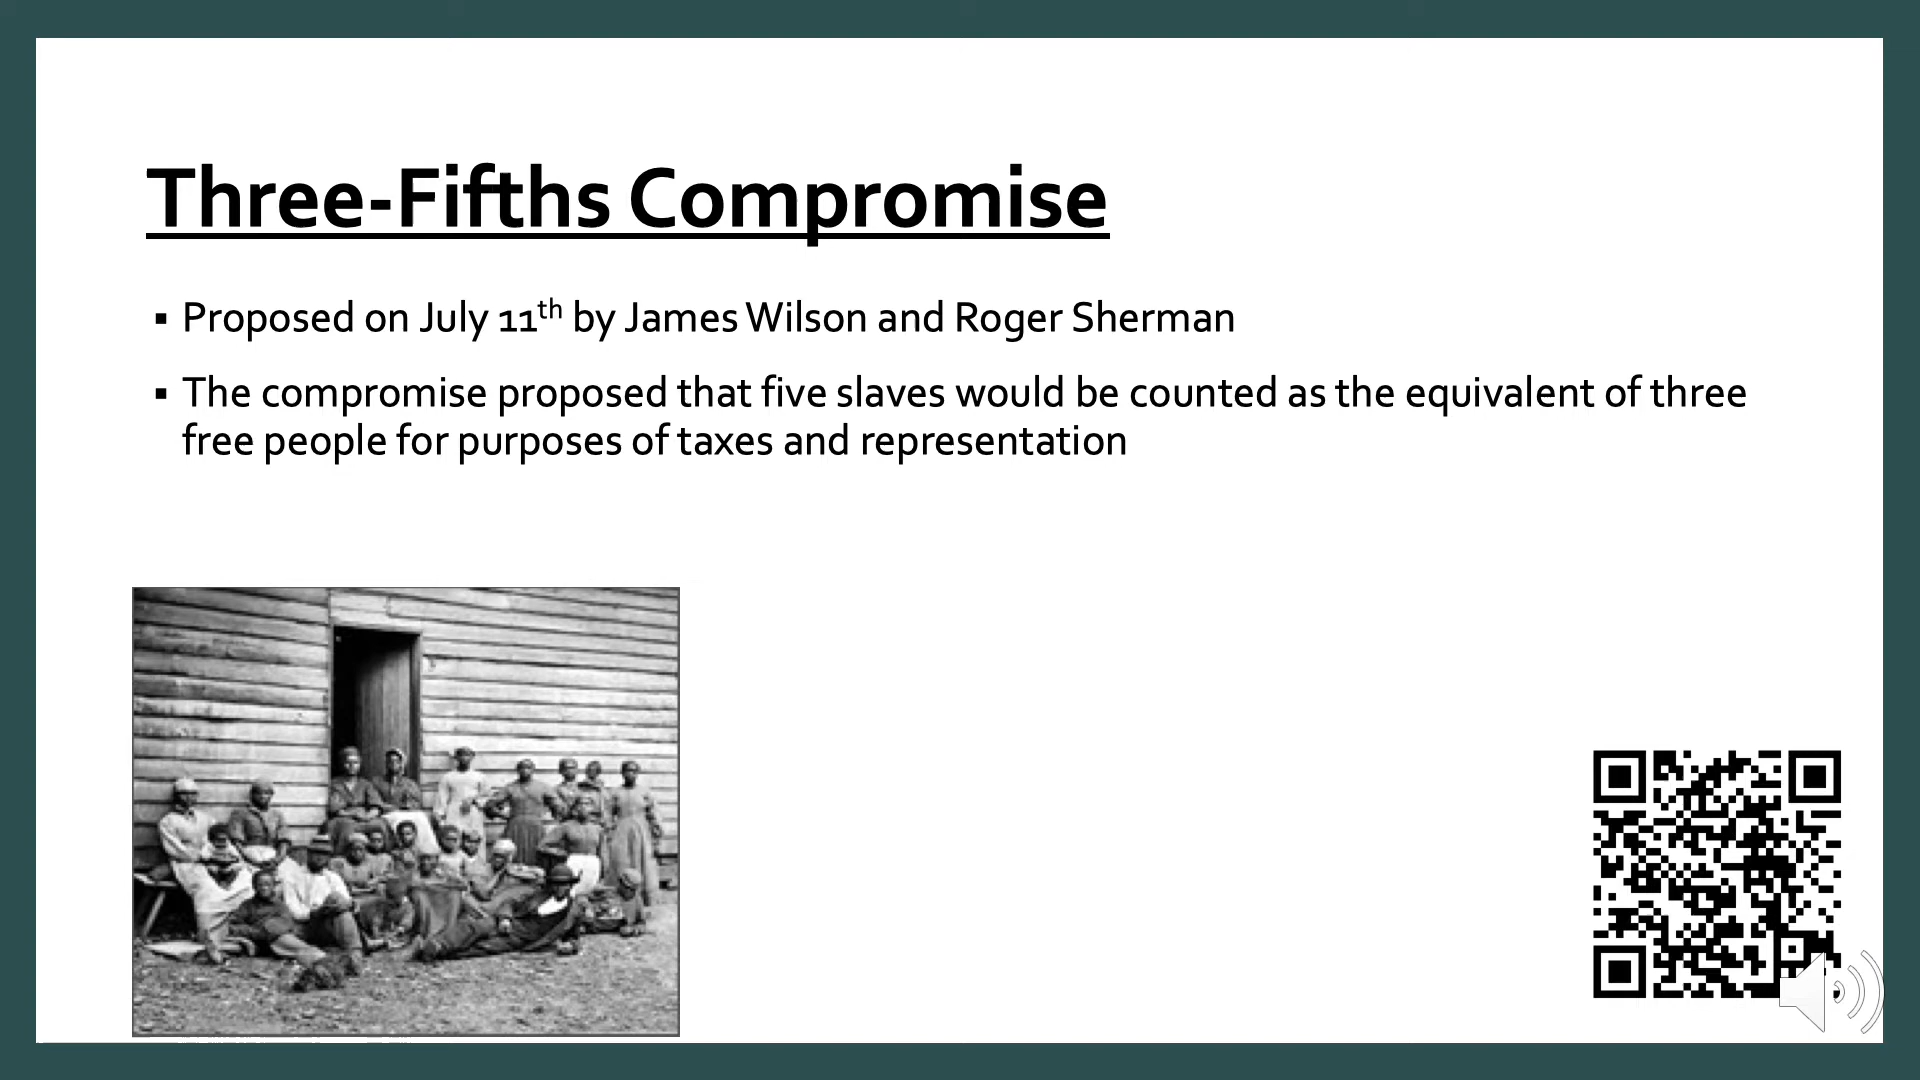 Three-Fifths Compromise
▪ Proposed on July 11th by James Wilson and Roger Sherman
▪ The compromise proposed that five slaves would be counted as the equivalent of three
free people for purposes of taxes and representation